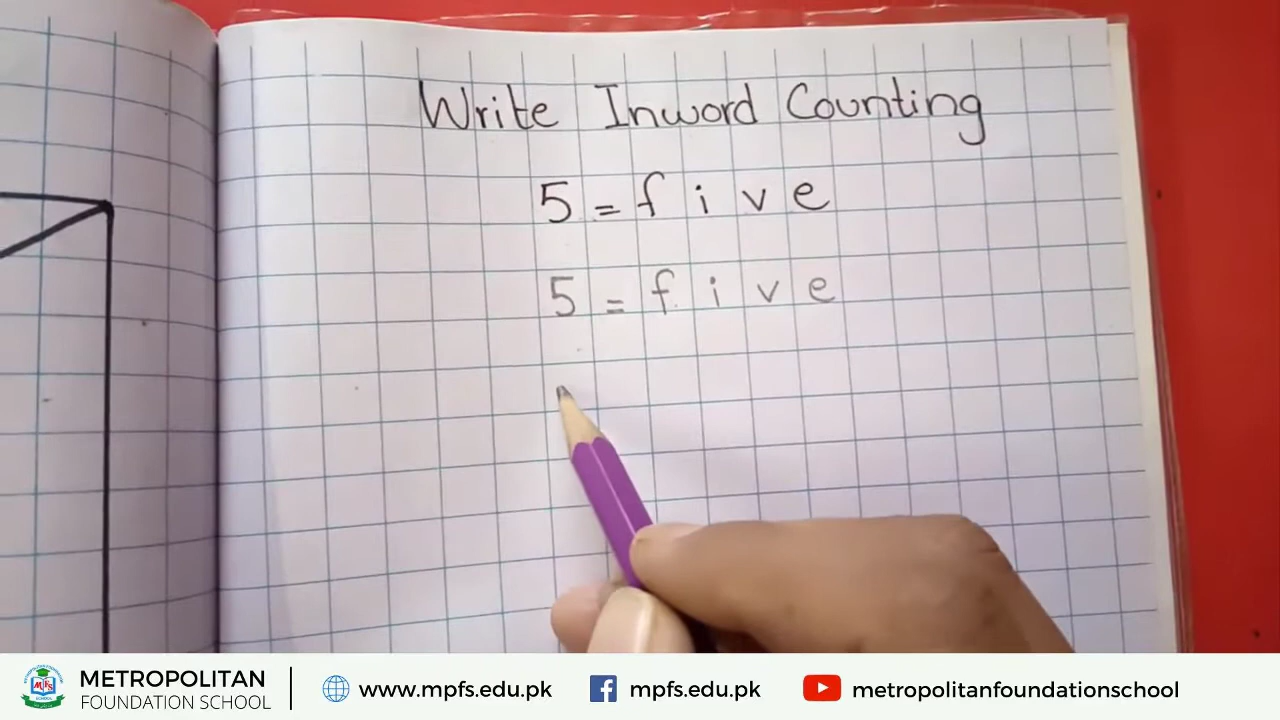 Write Inword Counting
5 = f i v e
5 = f i v e
METROPOLITAN
FOUNDATION SCHOOL
www.mpfs.edu.pk
mpfs.edu.pk
metropolitanfoundationschool